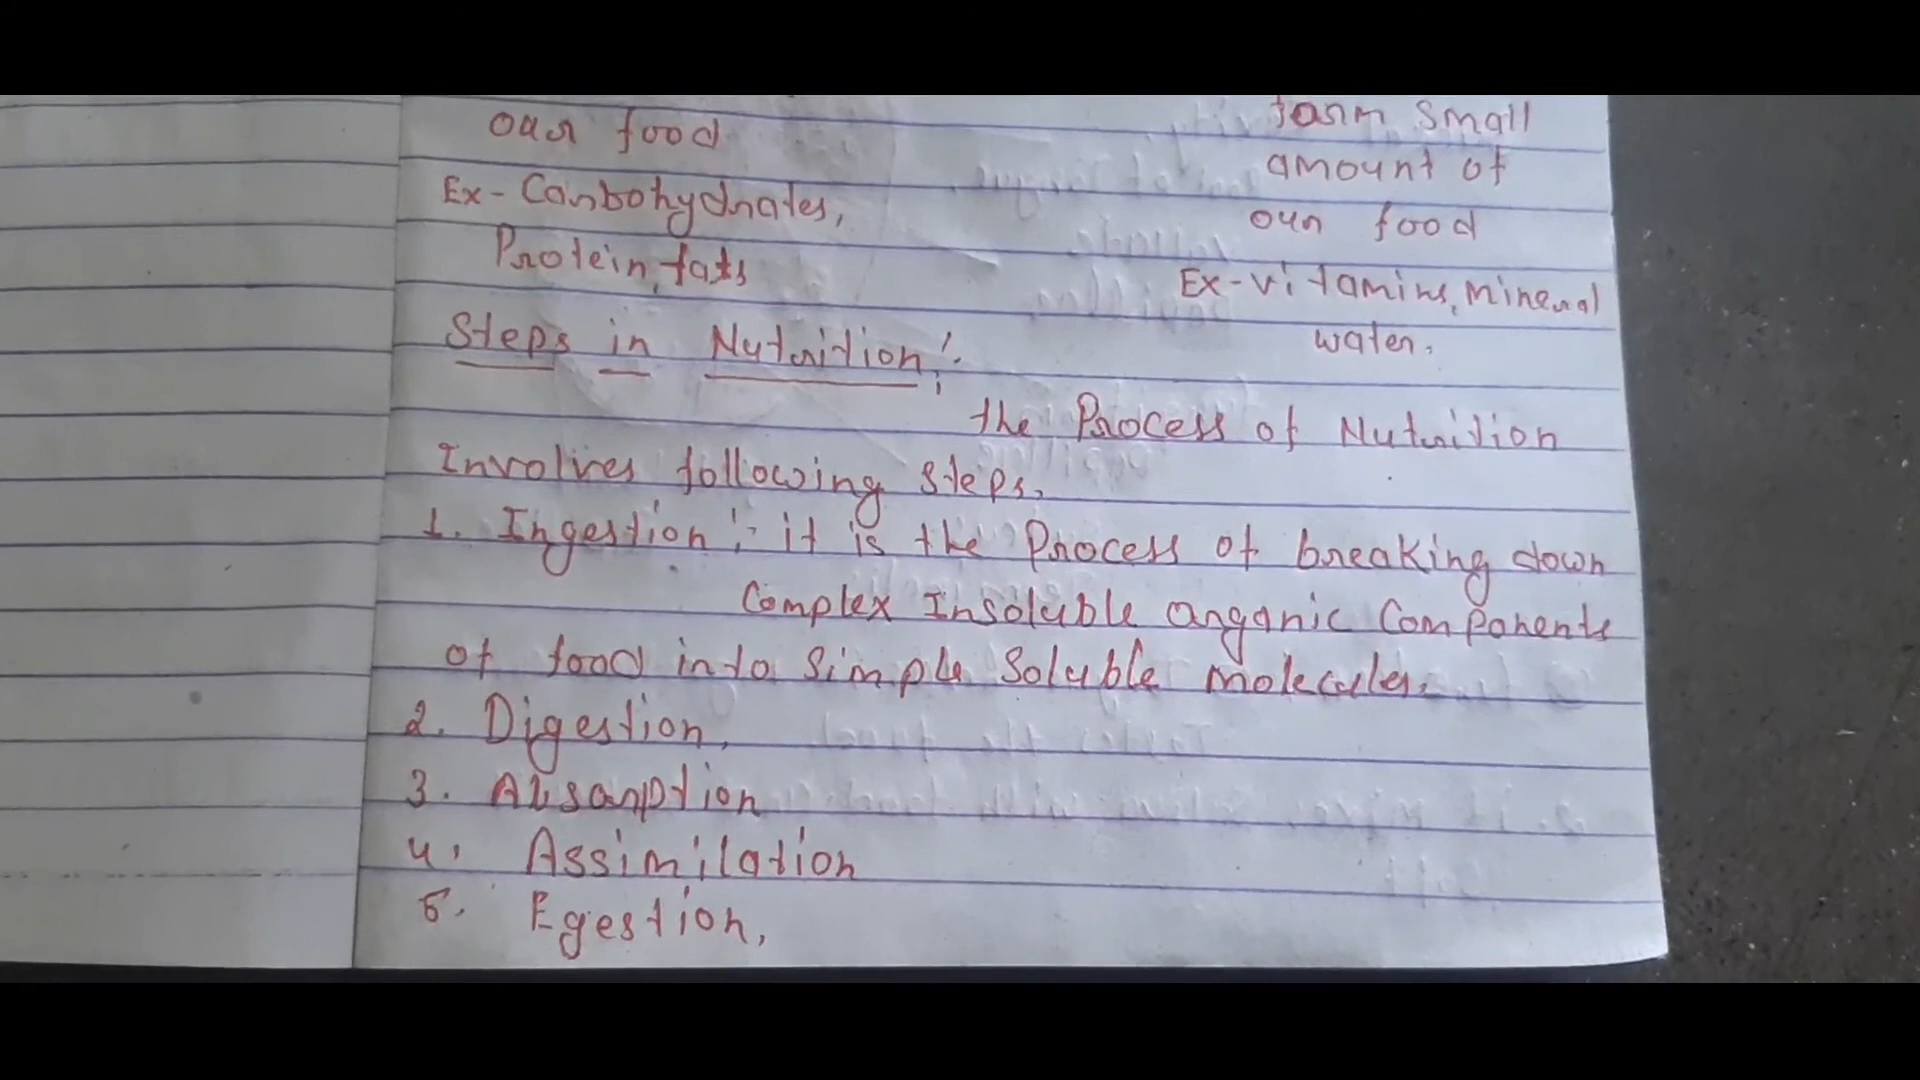 our food
Ex- Carbohydrates,
Protein, fats
form small
amount of
our food
Ex- vitamins, mineral
water.
Steps in Nutrition:
the Process of Nutrition
Involves following steps.
1. Ingestion:- it is the Process of breaking down
Complex Insoluble organic Components
of food into Simple Soluble molecules.
2. Digestion.
3. Absorption
4. Assimilation
5. Egestion,